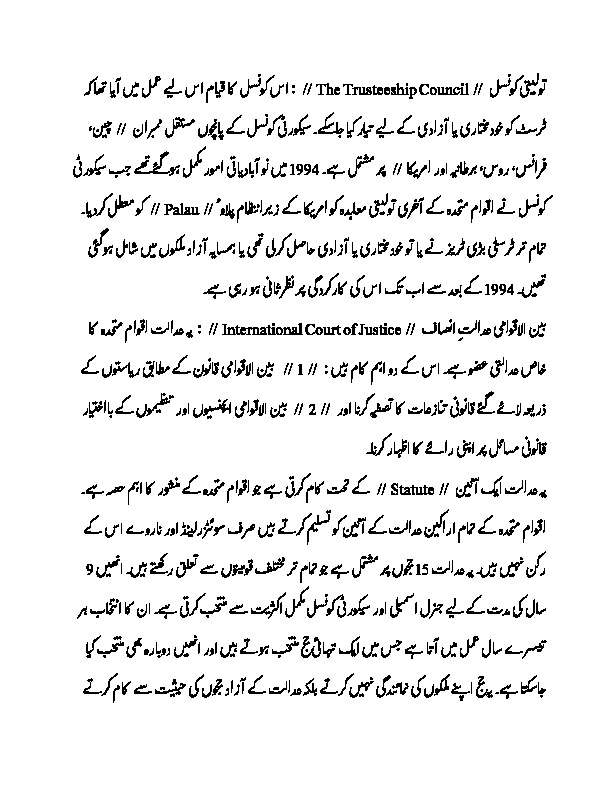 تولیتی کونسل // The Trusteeship Council // : اس کونسل کا قیام اس لیے عمل میں آیا تھا کہ
ٹرسٹ کو خودمختاری یا آزادی کے لیے تیار کیا جاسکے۔ سیکورٹی کونسل کے پانچوں مستقل ممبران // چین،
فرانس، روس، برطانیہ اور امریکا // پر مشتمل ہے۔ 1994 میں نوآبادیاتی امور مکمل ہوگئے تھے جب سیکورٹی
کونسل نے اقوام متحدہ کے آخری تولیتی معاہدہ کو امریکا کے زیر انتظام پلاؤ // Palau // کو معطل کردیا۔
تمام تر ٹرسٹی بڑی ٹریز نے یا تو خودمختاری یا آزادی حاصل کرلی تھی یا ہمسایہ آزاد ملکوں میں شامل ہوگئی
تھیں۔ 1994 کے بعد سے اب تک اس کی کارکردگی پر نظر ثانی ہو رہی ہے۔
بین الاقوامی عدالتِ انصاف // International Court of Justice // : یہ عدالت اقوام متحدہ کا
خاص عدالتی عضو ہے۔ اس کے دو اہم کام ہیں: // 1 // بین الاقوامی قانون کے مطابق ریاستوں کے
ذریعہ لائے گئے قانونی تنازعات کا تصفیہ کرنا اور // 2 // بین الاقوامی ایجنسیوں اور تنظیموں کے بااختیار
قانونی مسائل پر اپنی رائے کا اظہار کرنا۔
یہ عدالت ایک آئین // Statute // کے تحت کام کرتی ہے جو اقوام متحدہ کے منشور کا اہم حصہ ہے۔
اقوام متحدہ کے تمام اراکین عدالت کے آئین کو تسلیم کرتے ہیں صرف سوئٹزرلینڈ اور ناروے اس کے
رکن نہیں ہیں۔ یہ عدالت 15 ججوں پر مشتمل ہے جو تمام تر مختلف قومیتوں سے تعلق رکھتے ہیں۔ انھیں 9
سال کی مدت کے لیے جنرل اسمبلی اور سیکورٹی کونسل مکمل اکثریت سے منتخب کرتی ہے۔ ان کا انتخاب ہر
تیسرے سال عمل میں آتا ہے جس میں ایک تہائی جج منتخب ہوتے ہیں اور انھیں دوبارہ بھی منتخب کیا
جاسکتا ہے۔ یہ جج اپنے ملکوں کی نمائندگی نہیں کرتے بلکہ عدالت کے آزاد ججوں کی حیثیت سے کام کرتے